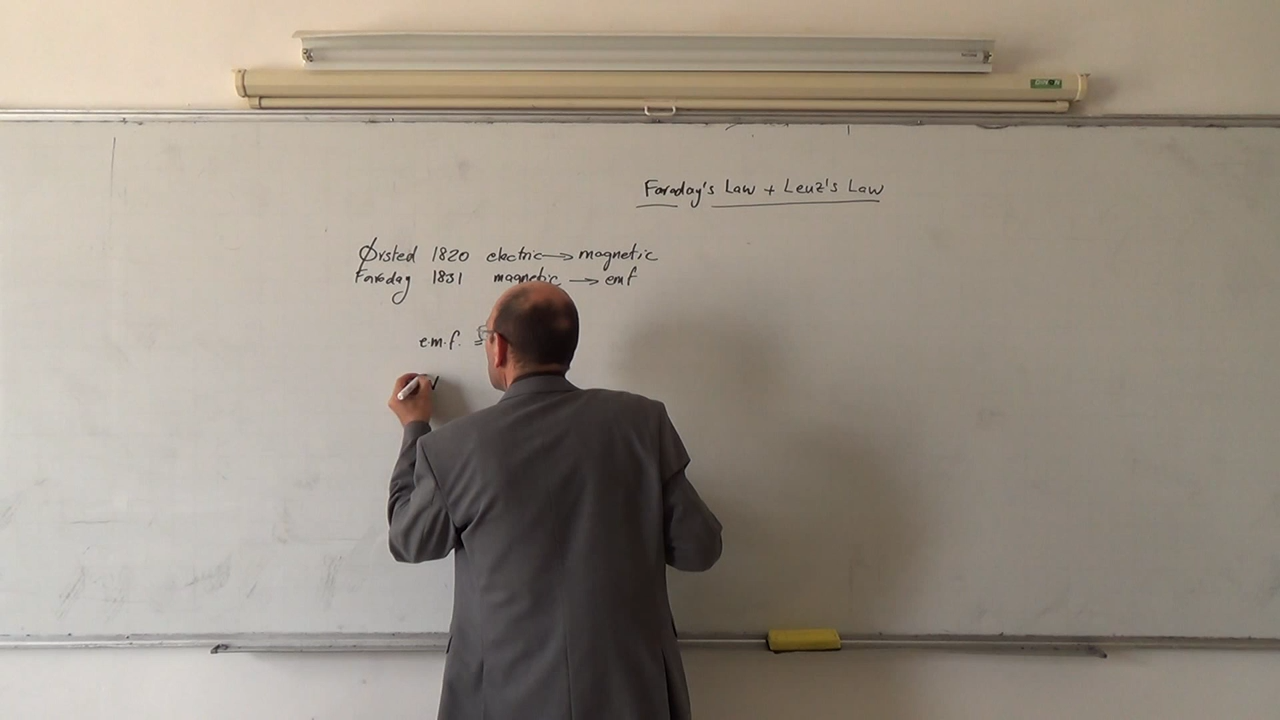 Faraday's Law + Lenz's Law
Ørsted 1820 electric → magnetic
Faraday 1831 magnetic → emf
e.m.f. =